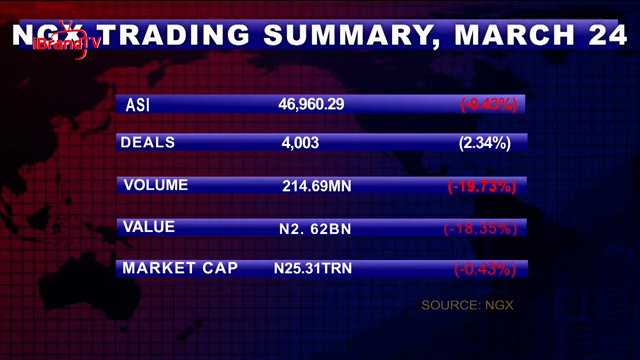 NGX TRADING SUMMARY, MARCH 24
iBrandTV
ASI 46,960.29 (-0.43%)
DEALS 4,003 (2.34%)
VOLUME 214.69MN (-19.73%)
VALUE N2. 62BN (-18.35%)
MARKET CAP N25.31TRN (-0.43%)
SOURCE: NGX